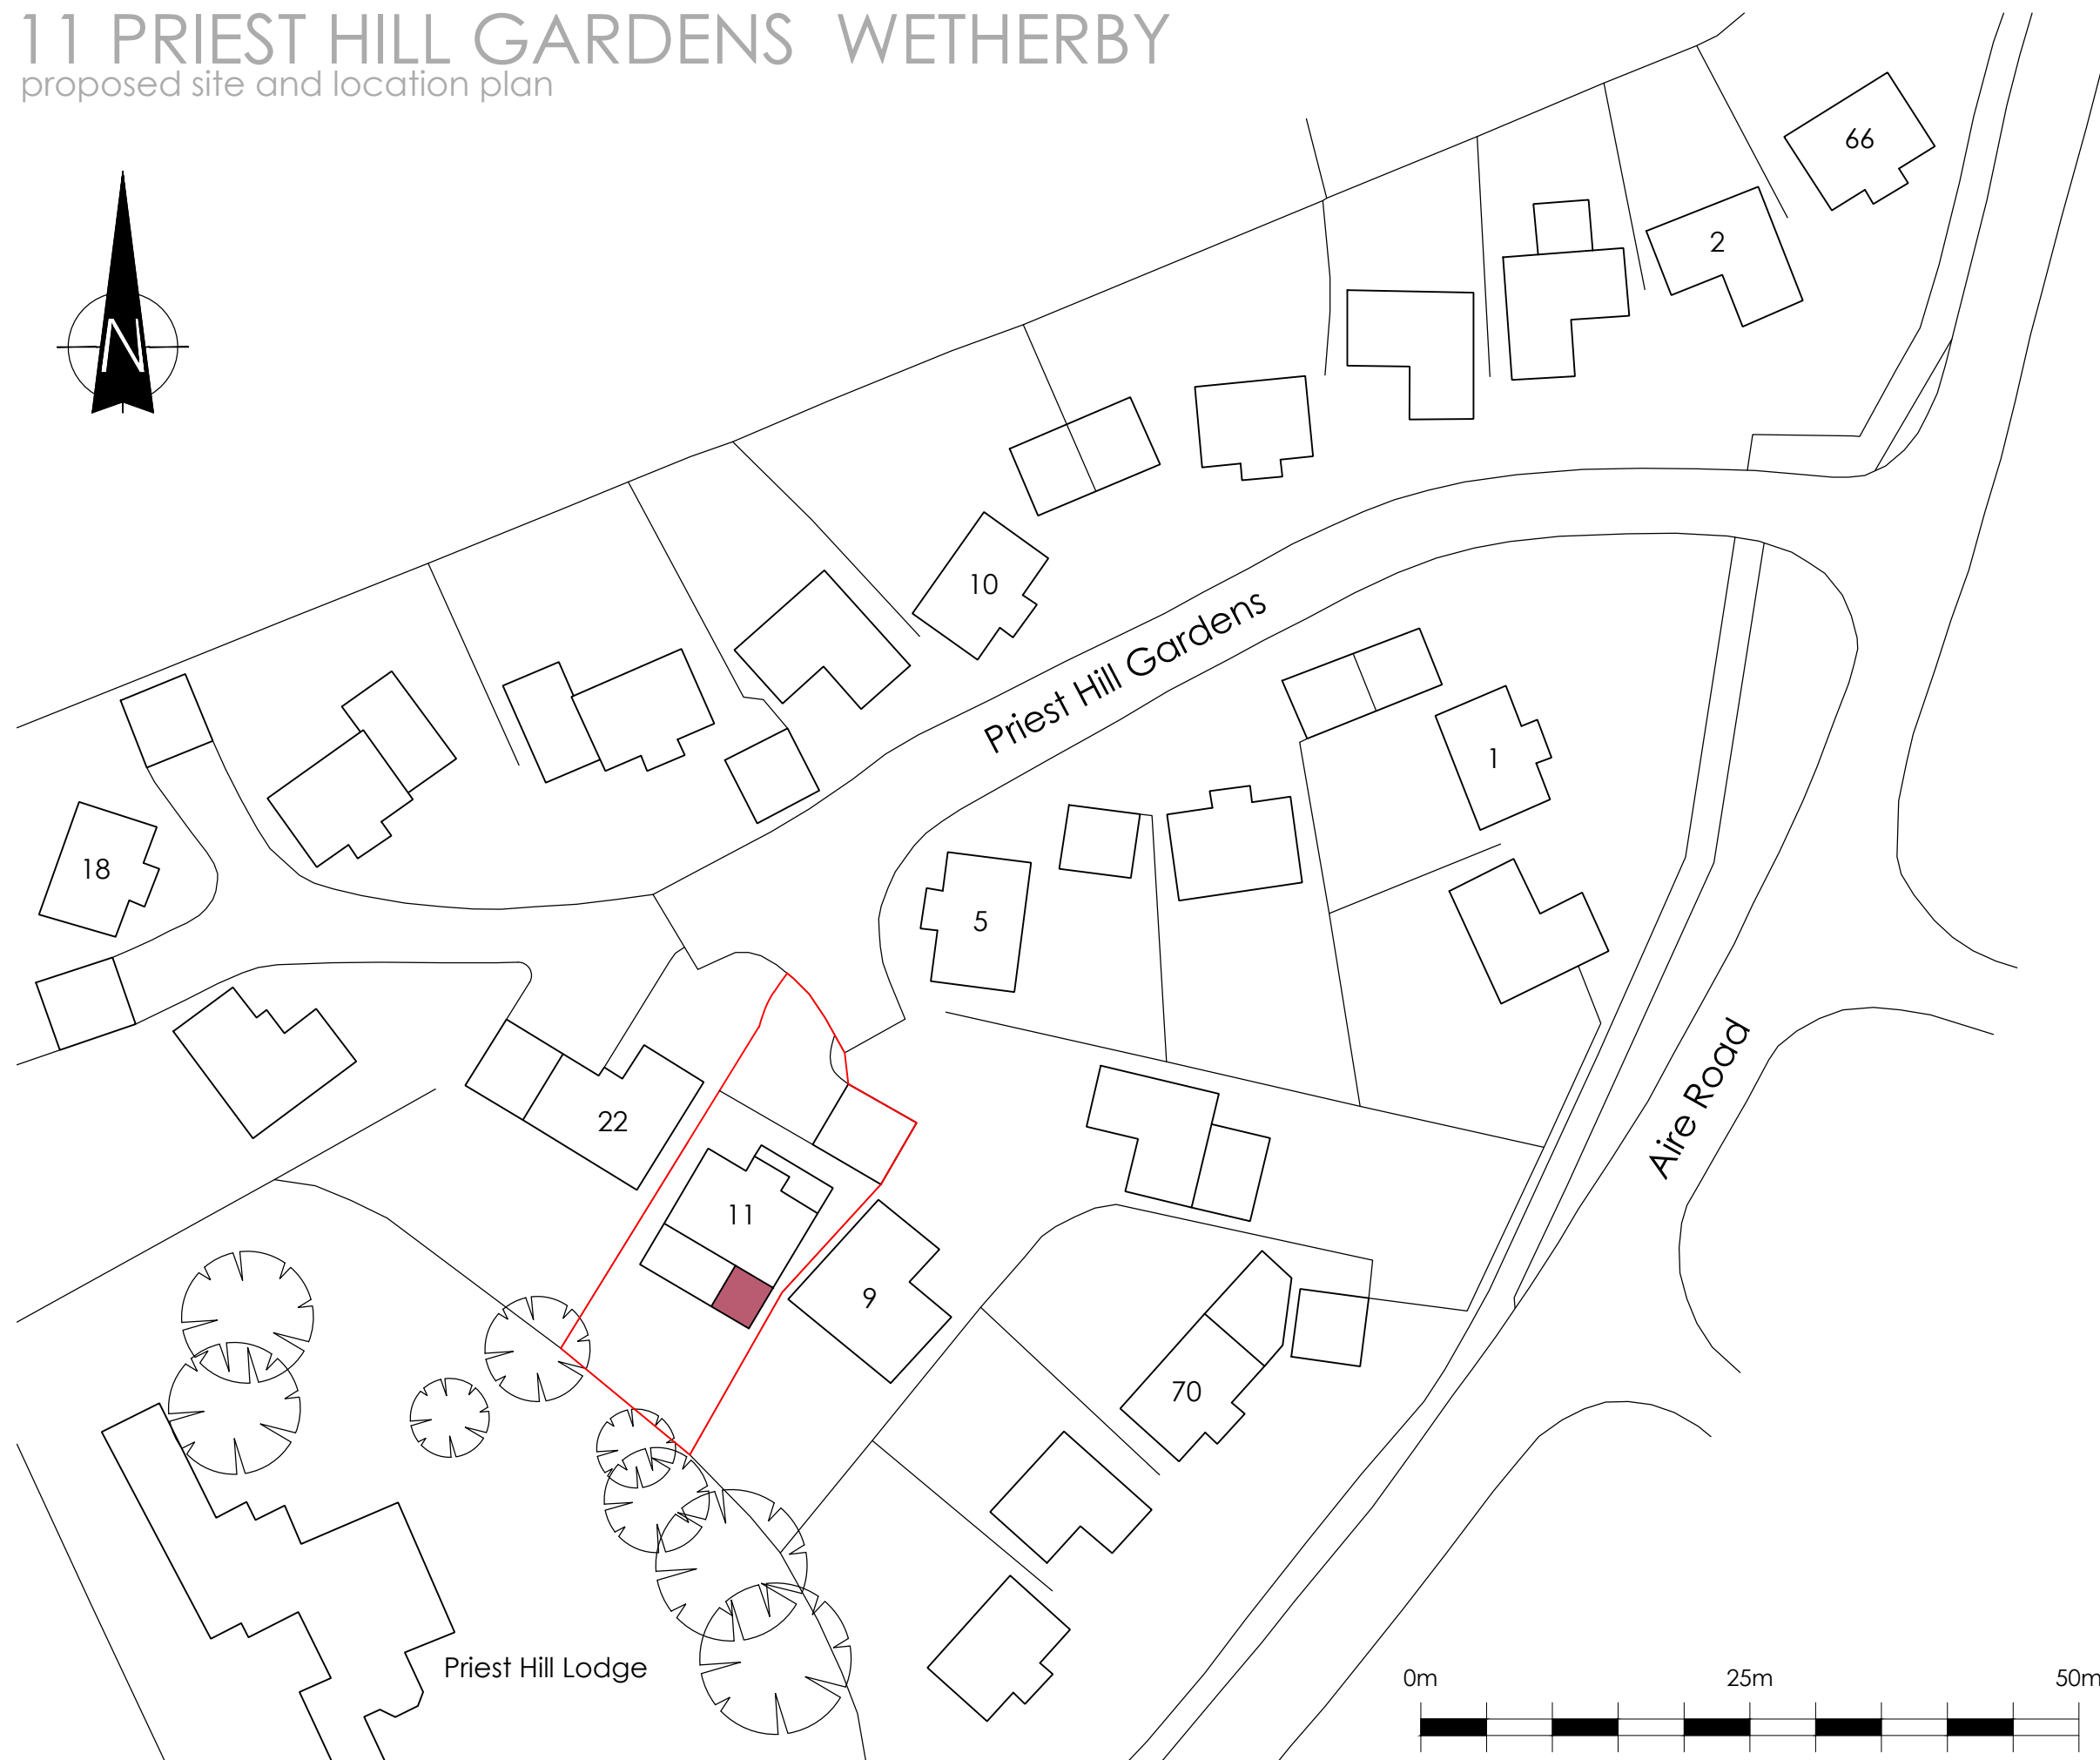 11 PRIEST HILL GARDENS WETHERBY
proposed site and location plan
N
66
2
10
Priest Hill Gardens
1
18
5
22
11
9
Aire Road
70
Priest Hill Lodge
0m 25m 50m